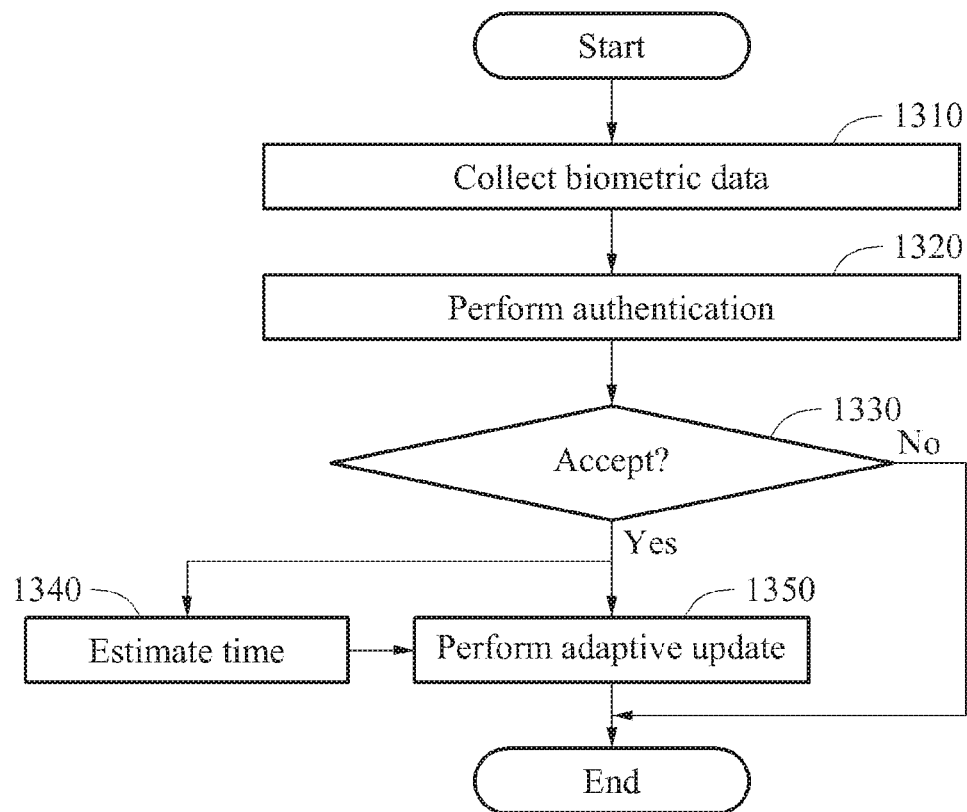 Start
1310
Collect biometric data
1320
Perform authentication
1330
Accept?
No
Yes
1340
1350
Estimate time
Perform adaptive update
End